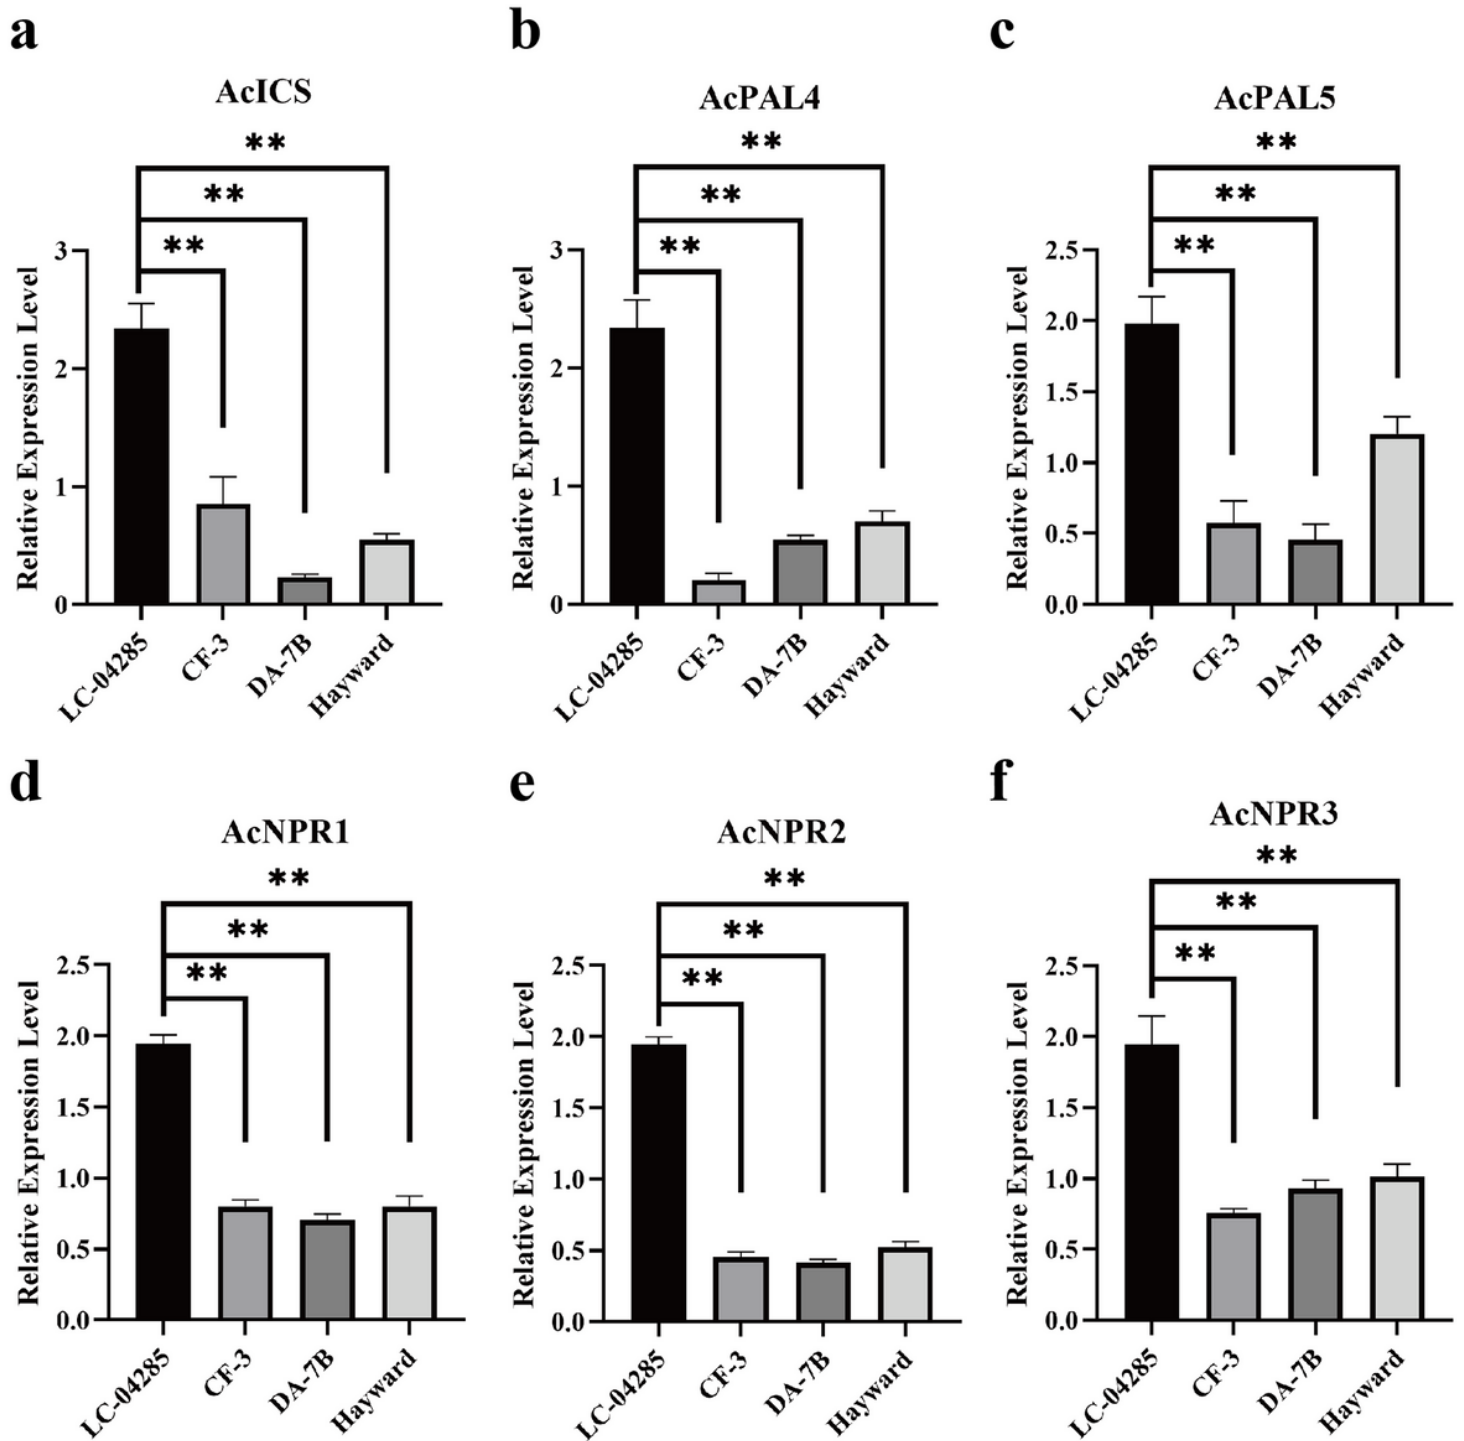 a
AcICS
**
**
**
Relative Expression Level
3
2
1
0
LC-04285
CF-3
DA-7B
Hayward
b
AcPAL4
**
**
**
Relative Expression Level
3
2
1
0
LC-04285
CF-3
DA-7B
Hayward
c
AcPAL5
**
**
**
Relative Expression Level
2.5
2.0
1.5
1.0
0.5
0.0
LC-04285
CF-3
DA-7B
Hayward
d
AcNPR1
**
**
**
Relative Expression Level
2.5
2.0
1.5
1.0
0.5
0.0
LC-04285
CF-3
DA-7B
Hayward
e
AcNPR2
**
**
**
Relative Expression Level
2.5
2.0
1.5
1.0
0.5
0.0
LC-04285
CF-3
DA-7B
Hayward
f
AcNPR3
**
**
**
Relative Expression Level
2.5
2.0
1.5
1.0
0.5
0.0
LC-04285
CF-3
DA-7B
Hayward